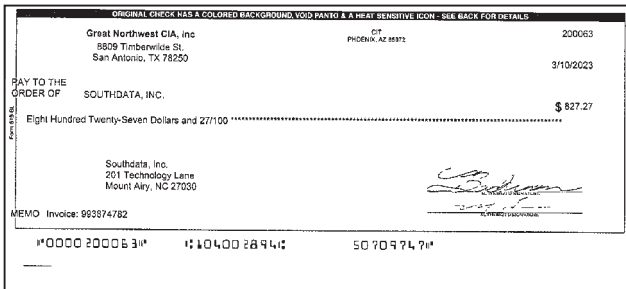 ORIGINAL CHECK HAS A COLORED BACKGROUND, VOID PANTO & A HEAT SENSITIVE ICON - SEE BACK FOR DETAILS
Great Northwest CIA, Inc
8809 Timberwilde St.
San Antonio, TX 78250
CIT
PHOENIX, AZ 85072
200063
3/10/2023
PAY TO THE
ORDER OF
SOUTHDATA, INC.
$ 827.27
Eight Hundred Twenty-Seven Dollars and 27/100 ****************************************
Southdata, Inc.
201 Technology Lane
Mount Airy, NC 27030
MEMO Invoice: 993874782
⑈0000200063⑈ ⑆104002894⑆ 50709747⑈